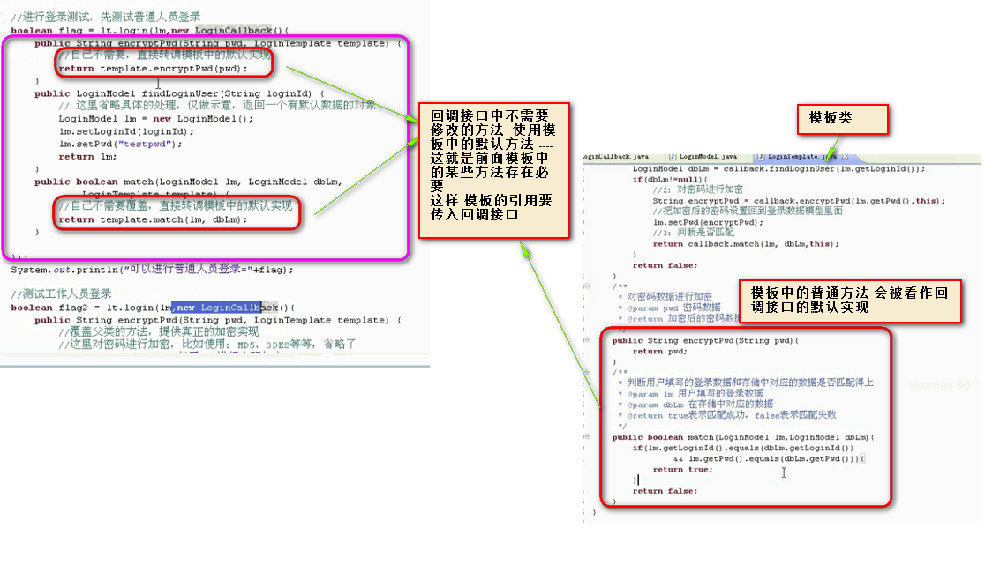 //进行登录测试，先测试普通人员登录
boolean flag = lt.login(lm,new LoginCallback(){
public String encryptPwd(String pwd, LoginTemplate template) {
//自己不需要，直接转调模板中的默认实现
return template.encryptPwd(pwd);
}
public LoginModel findLoginUser(String loginId) {
// 这里省略具体的处理，仅做示意，返回一个有默认数据的对象
LoginModel lm = new LoginModel();
lm.setLoginId(loginId);
lm.setPwd("testpwd");
return lm;
}
public boolean match(LoginModel lm, LoginModel dbLm,
LoginTemplate template) {
//自己不需要覆盖，直接转调模板中的默认实现
return template.match(lm, dbLm);
}
});
System.out.println("可以进行普通人员登录="+flag);
//测试工作人员登录
boolean flag2 = lt.login(lm,new LoginCallback(){
public String encryptPwd(String pwd, LoginTemplate template) {
//覆盖父类的方法，提供真正的加密实现
//这里对密码进行加密，比如使用：MD5、3DES等等，省略了
回调接口中不需要
修改的方法 使用模
板中的默认方法 ----
这就是前面模板中
的某些方法存在必
要
这样 模板的引用要
传入回调接口
模板类
LoginCallback.java
LoginModel.java
LoginTemplate.java
LoginModel dbLm = callback.findLoginUser(lm.getLoginId());
if(dbLm!=null){
//2: 对密码进行加密
String encryptPwd = callback.encryptPwd(lm.getPwd(),this);
//把加密后的密码设置回到登录数据模型里面
lm.setPwd(encryptPwd);
//3: 判断是否匹配
return callback.match(lm, dbLm,this);
}
return false;
}
/**
* 对密码数据进行加密
* @param pwd 密码数据
* @return 加密后的密码数据
模板中的普通方法 会被看作回
调接口的默认实现
public String encryptPwd(String pwd){
return pwd;
}
/**
* 判断用户填写的登录数据和存储中对应的数据是否匹配得上
* @param lm 用户填写的登录数据
* @param dbLm 在存储中对应的数据
* @return true表示匹配成功，false表示匹配失败
*/
public boolean match(LoginModel lm,LoginModel dbLm){
if(lm.getLoginId().equals(dbLm.getLoginId())
&& lm.getPwd().equals(dbLm.getPwd())){
return true;
}
return false;
}
}